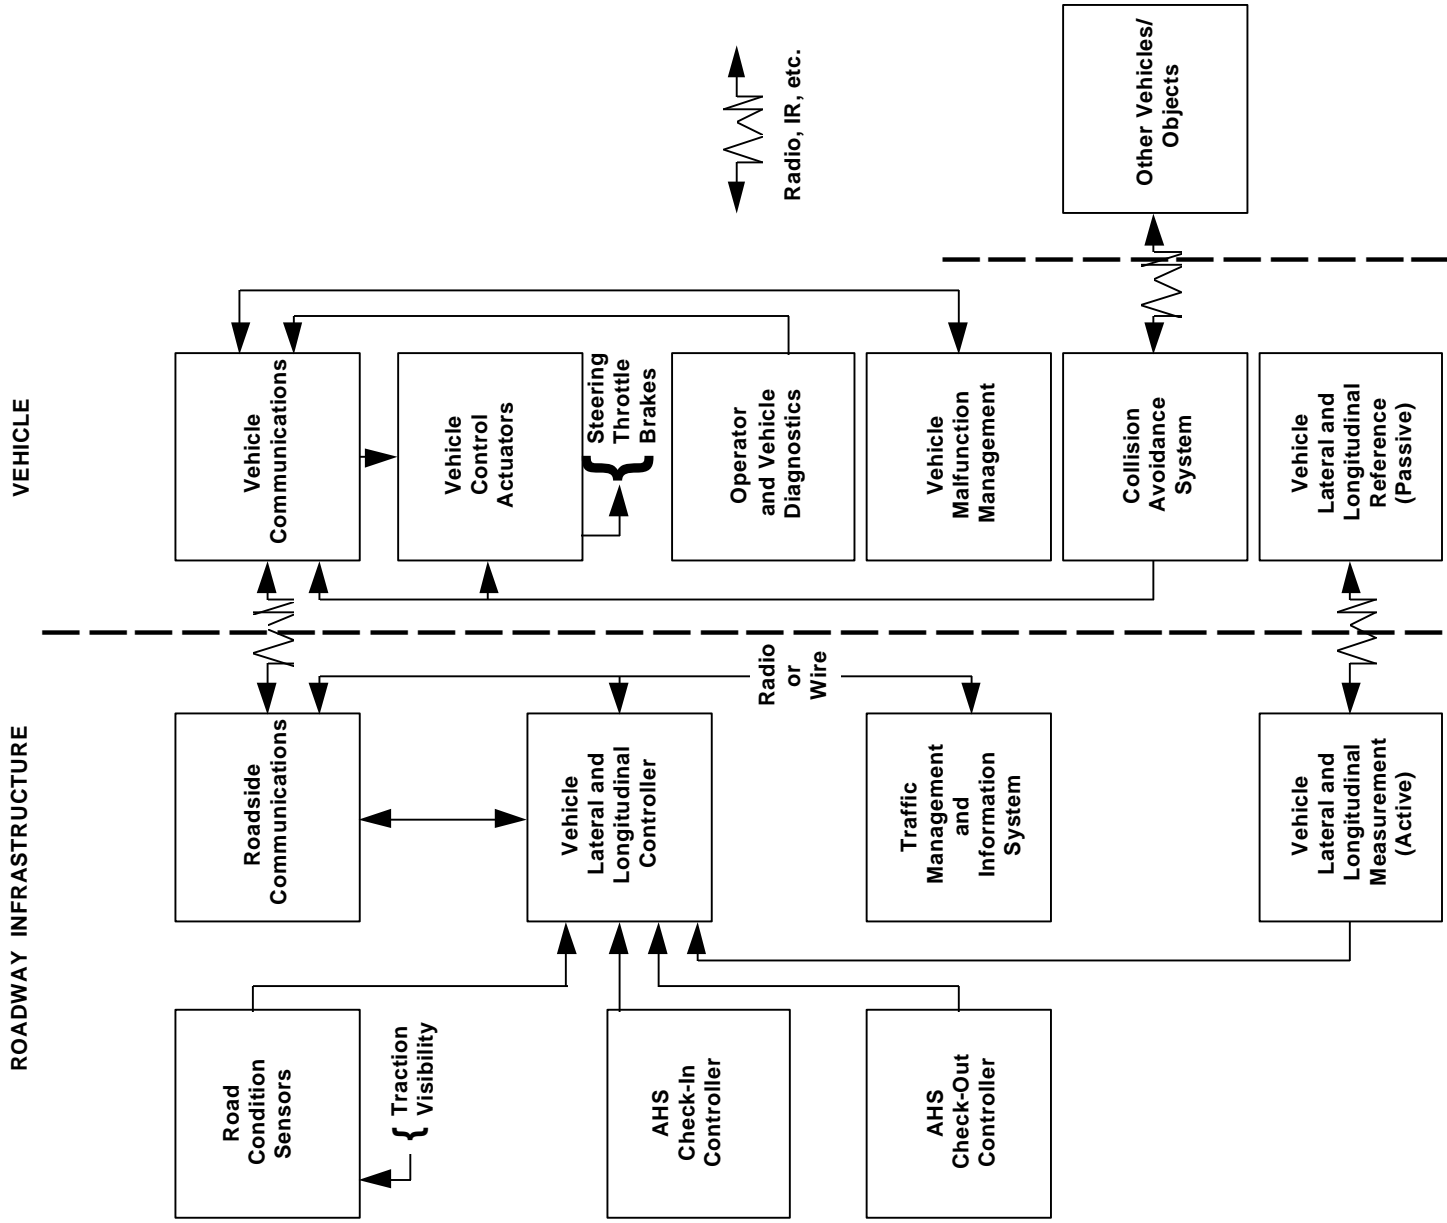 ROADWAY INFRASTRUCTURE
VEHICLE
Road
Condition
Sensors
Traction
Visibility
AHS
Check-In
Controller
AHS
Check-Out
Controller
Roadside
Communications
Vehicle
Lateral and
Longitudinal
Controller
Radio
or
Wire
Traffic
Management
and
Information
System
Vehicle
Lateral and
Longitudinal
Measurement
(Active)
Vehicle
Communications
Vehicle
Control
Actuators
Steering
Throttle
Brakes
Operator
and Vehicle
Diagnostics
Vehicle
Malfunction
Management
Collision
Avoidance
System
Vehicle
Lateral and
Longitudinal
Reference
(Passive)
Radio, IR, etc.
Other Vehicles/
Objects